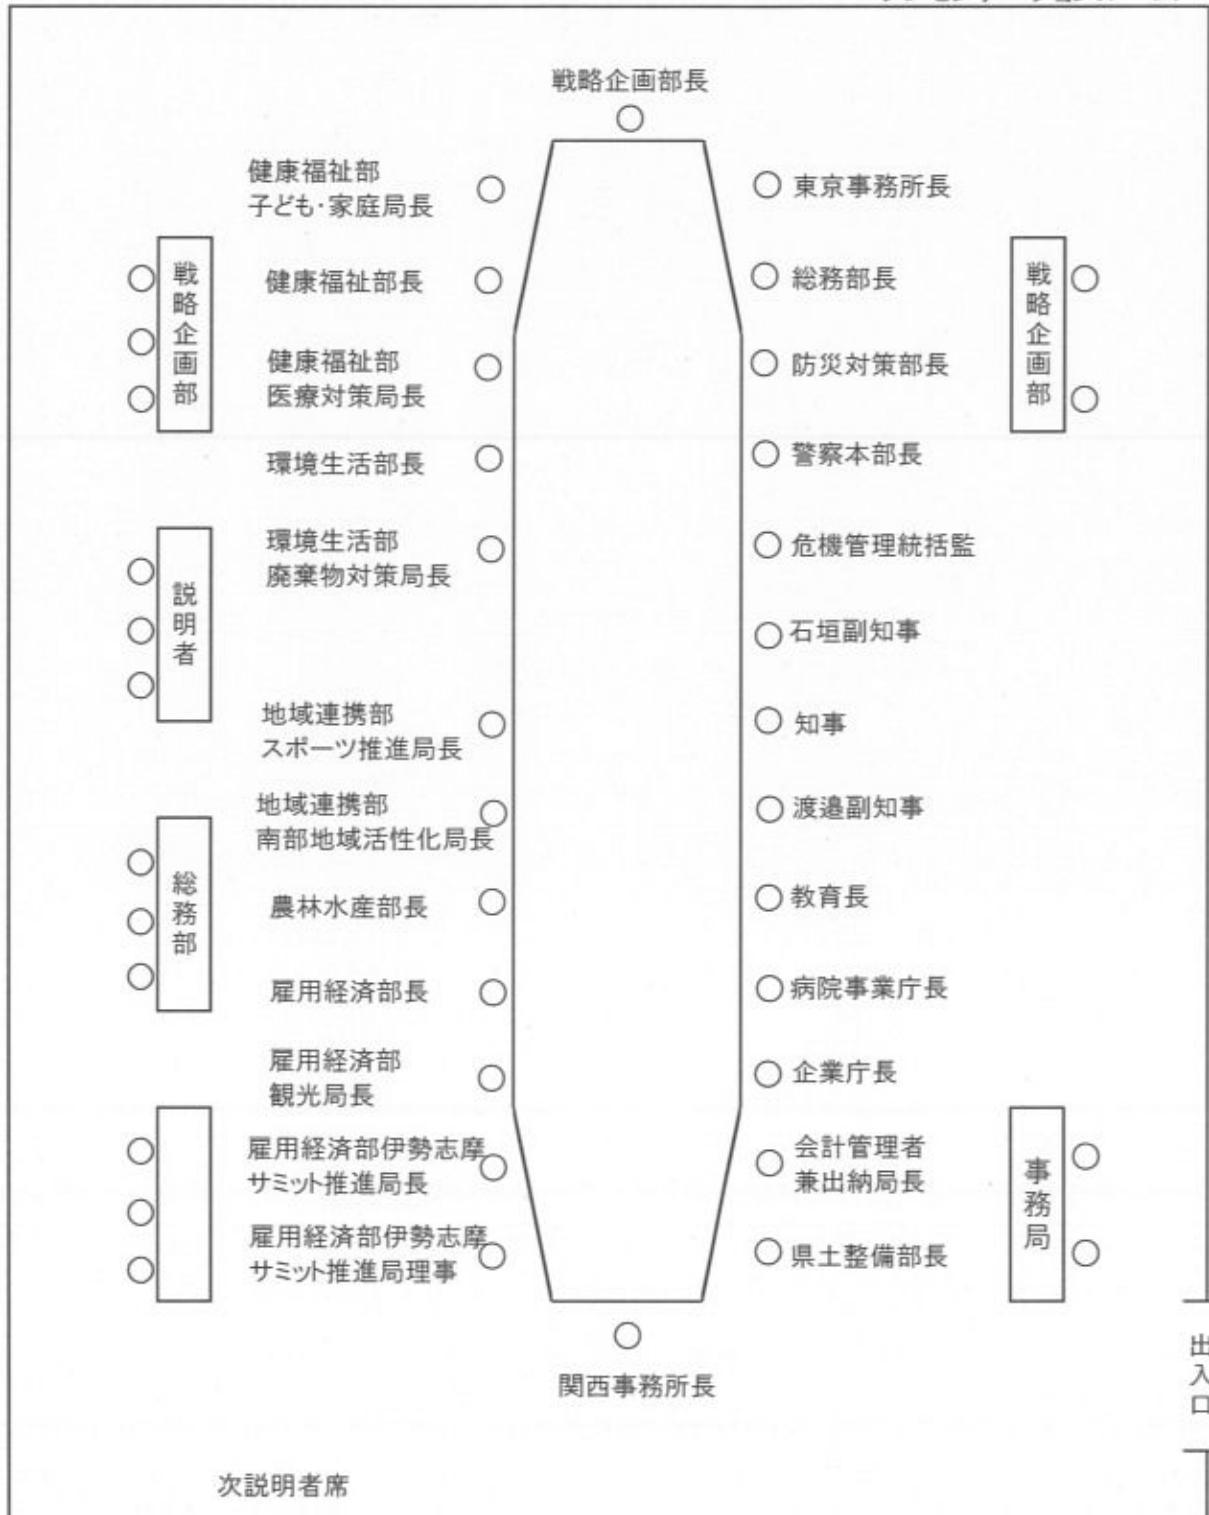 戦略企画部長
健康福祉部
子ども・家庭局長
東京事務所長
戦略企画部
健康福祉部長
総務部長
戦略企画部
健康福祉部
医療対策局長
防災対策部長
環境生活部長
警察本部長
説明者
環境生活部
廃棄物対策局長
危機管理統括監
石垣副知事
地域連携部
スポーツ推進局長
知事
総務部
地域連携部
南部地域活性化局長
渡邉副知事
農林水産部長
教育長
雇用経済部長
病院事業庁長
雇用経済部
観光局長
企業庁長
雇用経済部伊勢志摩
サミット推進局長
会計管理者
兼出納局長
事務局
雇用経済部伊勢志摩
サミット推進局理事
県土整備部長
関西事務所長
出入口
次説明者席